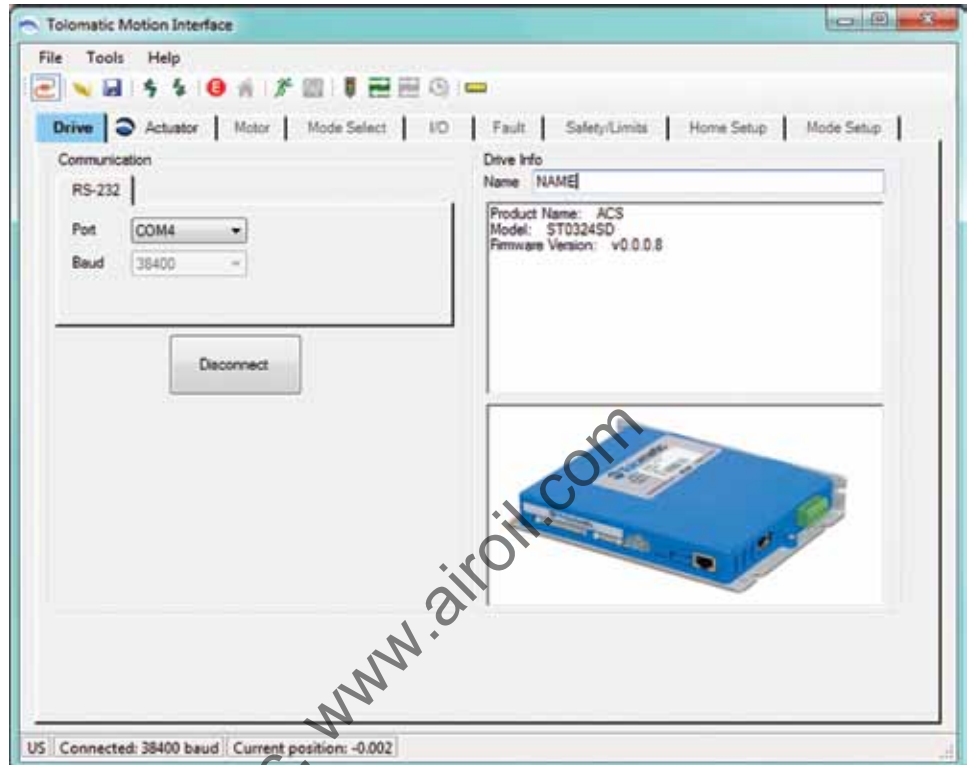 Tolomatic Motion Interface
File Tools Help
Drive Actuator Motor Mode Select I/O Fault Safety/Limits Home Setup Mode Setup
Communication
RS-232
Port COM4
Baud 38400
Disconnect
Drive Info
Name NAME
Product Name: ACS
Model: ST0324SD
Firmware Version: v0.0.0.8
tolomatic
www.airoil.com
US Connected: 38400 baud Current position: -0.002